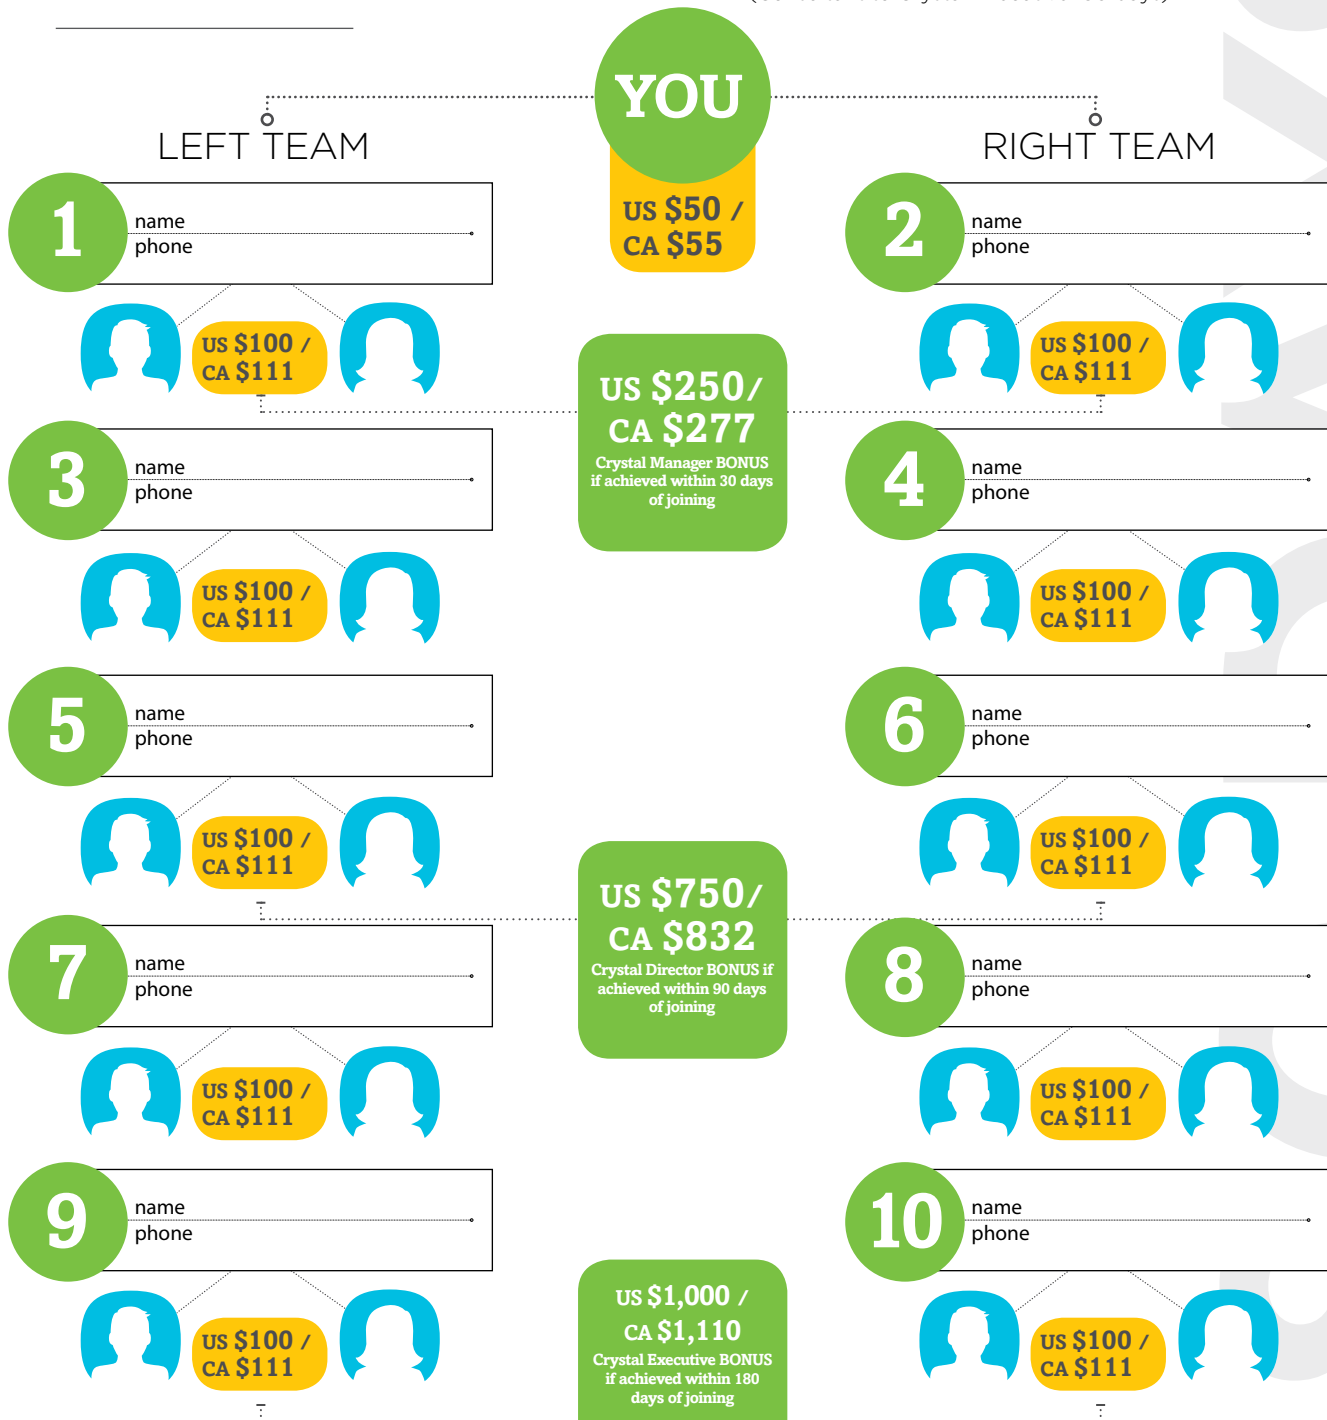 YOU
LEFT TEAM
RIGHT TEAM
US $50 /
CA $55
1
name
phone
2
name
phone
US $100 /
CA $111
US $100 /
CA $111
US $250/
CA $277
Crystal Manager BONUS
if achieved within 30 days
of joining
3
name
phone
4
name
phone
US $100 /
CA $111
US $100 /
CA $111
5
name
phone
6
name
phone
US $100 /
CA $111
US $100 /
CA $111
US $750/
CA $832
Crystal Director BONUS if
achieved within 90 days
of joining
7
name
phone
8
name
phone
US $100 /
CA $111
US $100 /
CA $111
9
name
phone
10
name
phone
US $1,000 /
CA $1,110
Crystal Executive BONUS
if achieved within 180
days of joining
US $100 /
CA $111
US $100 /
CA $111